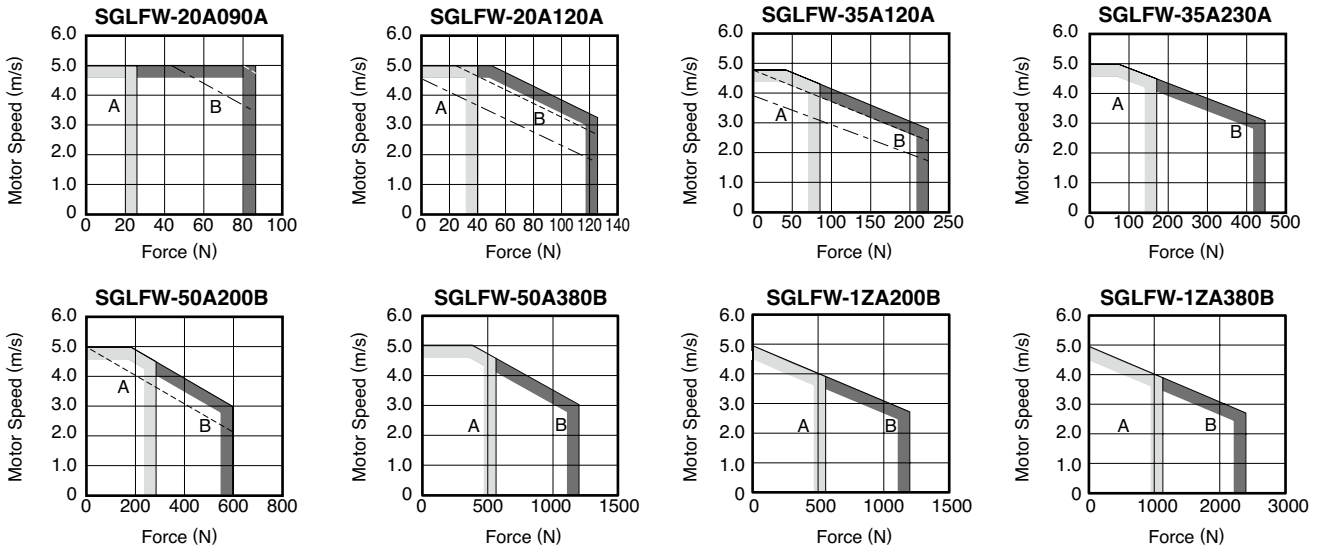 SGLFW-20A090A
Motor Speed (m/s)
6.0
5.0
4.0
3.0
2.0
1.0
0
A
B
0 20 40 60 80 100
Force (N)
SGLFW-20A120A
Motor Speed (m/s)
6.0
5.0
4.0
3.0
2.0
1.0
0
A
B
0 20 40 60 80 100 120 140
Force (N)
SGLFW-35A120A
Motor Speed (m/s)
6.0
5.0
4.0
3.0
2.0
1.0
0
A
B
0 50 100 150 200 250
Force (N)
SGLFW-35A230A
Motor Speed (m/s)
6.0
5.0
4.0
3.0
2.0
1.0
0
A
B
0 100 200 300 400 500
Force (N)
SGLFW-50A200B
Motor Speed (m/s)
6.0
5.0
4.0
3.0
2.0
1.0
0
A
B
0 200 400 600 800
Force (N)
SGLFW-50A380B
Motor Speed (m/s)
6.0
5.0
4.0
3.0
2.0
1.0
0
A
B
0 500 1000 1500
Force (N)
SGLFW-1ZA200B
Motor Speed (m/s)
6.0
5.0
4.0
3.0
2.0
1.0
0
A
B
0 500 1000 1500
Force (N)
SGLFW-1ZA380B
Motor Speed (m/s)
6.0
5.0
4.0
3.0
2.0
1.0
0
A
B
0 1000 2000 3000
Force (N)